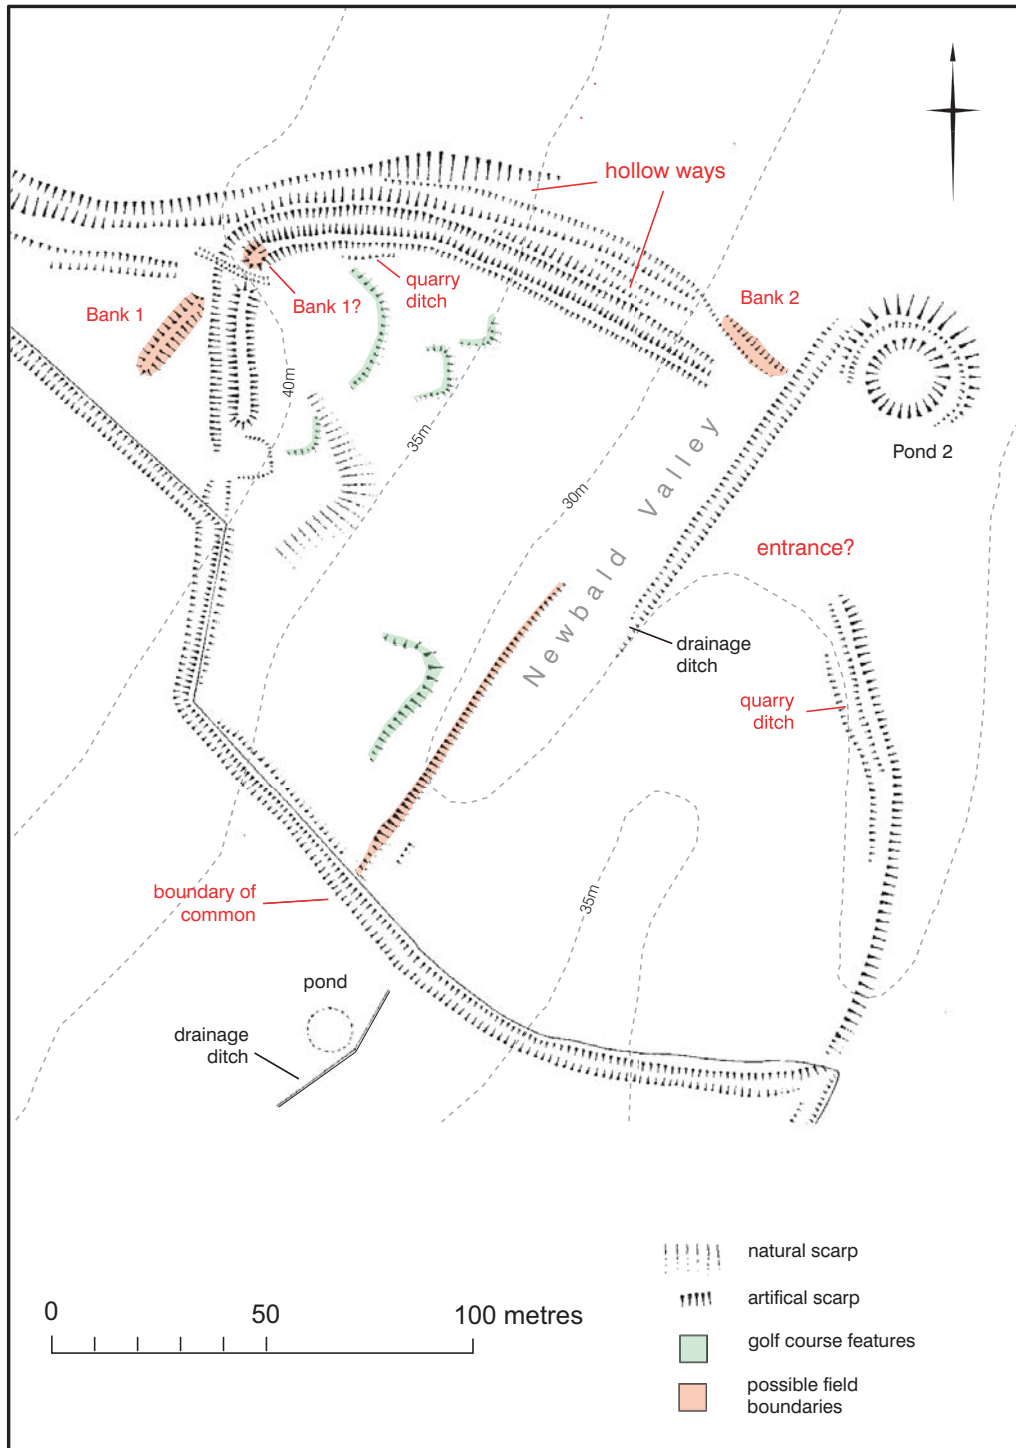 hollow ways
Bank 1
Bank 1?
quarry
ditch
Bank 2
40m
35m
30m
Pond 2
Newbald Valley
entrance?
drainage
ditch
quarry
ditch
35m
boundary of
common
pond
drainage
ditch
0 50 100 metres
natural scarp
artifical scarp
golf course features
possible field
boundaries